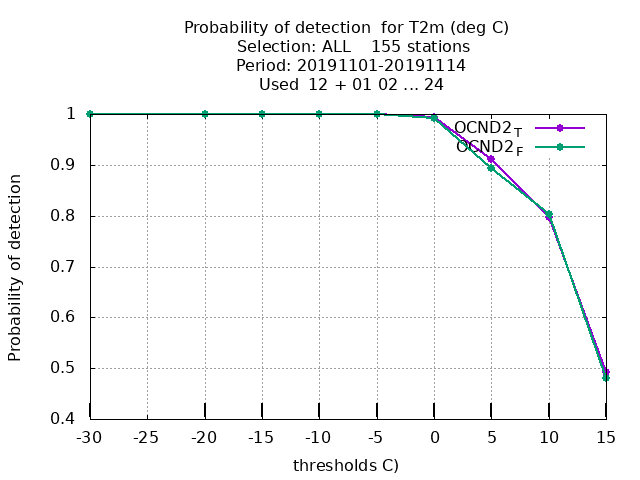 Probability of detection  for T2m (deg C)
Selection: ALL    155 stations
Period: 20191101-20191114
Used  12 + 01 02 ... 24
OCND2T
OCND2F
Probability of detection
1
0.9
0.8
0.7
0.6
0.5
0.4
-30 -25 -20 -15 -10 -5 0 5 10 15
thresholds C)